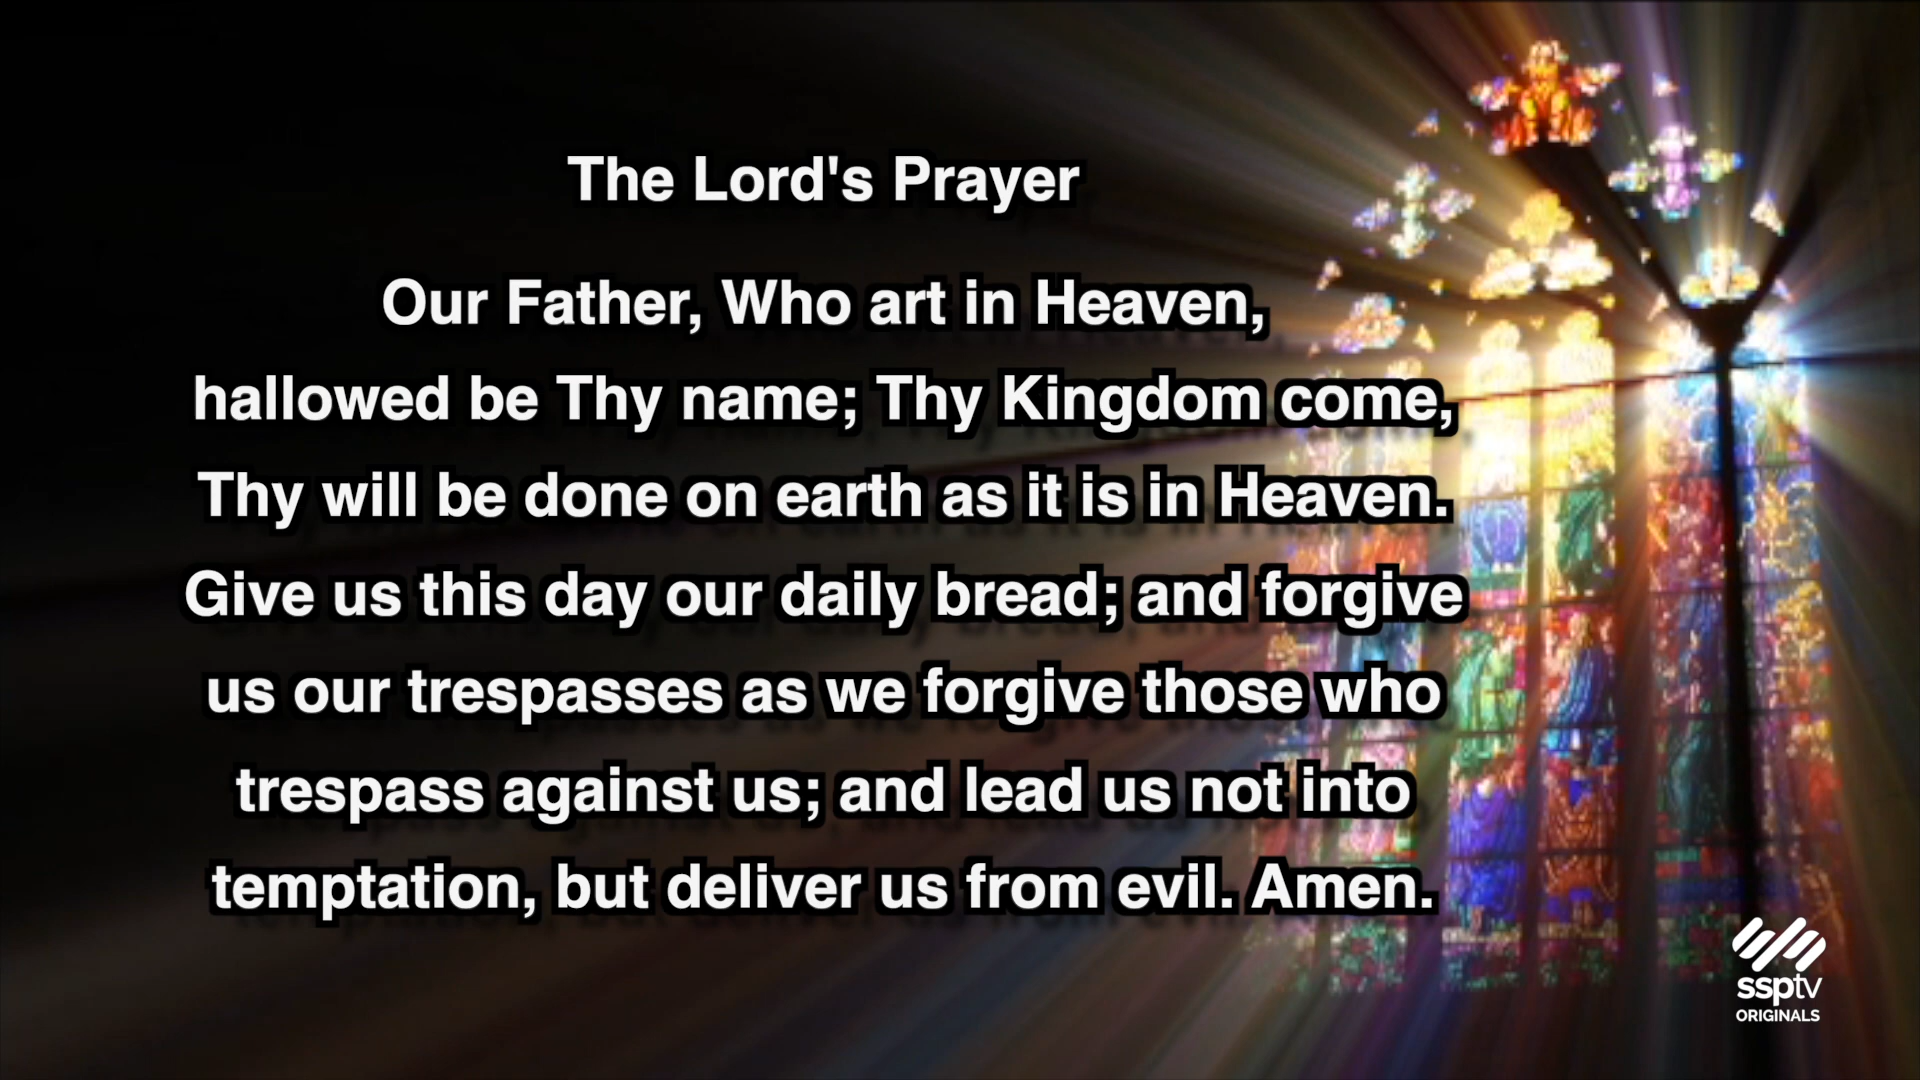 The Lord's Prayer
Our Father, Who art in Heaven,
hallowed be Thy name; Thy Kingdom come,
Thy will be done on earth as it is in Heaven.
Give us this day our daily bread; and forgive
us our trespasses as we forgive those who
trespass against us; and lead us not into
temptation, but deliver us from evil. Amen.
ssptv
ORIGINALS